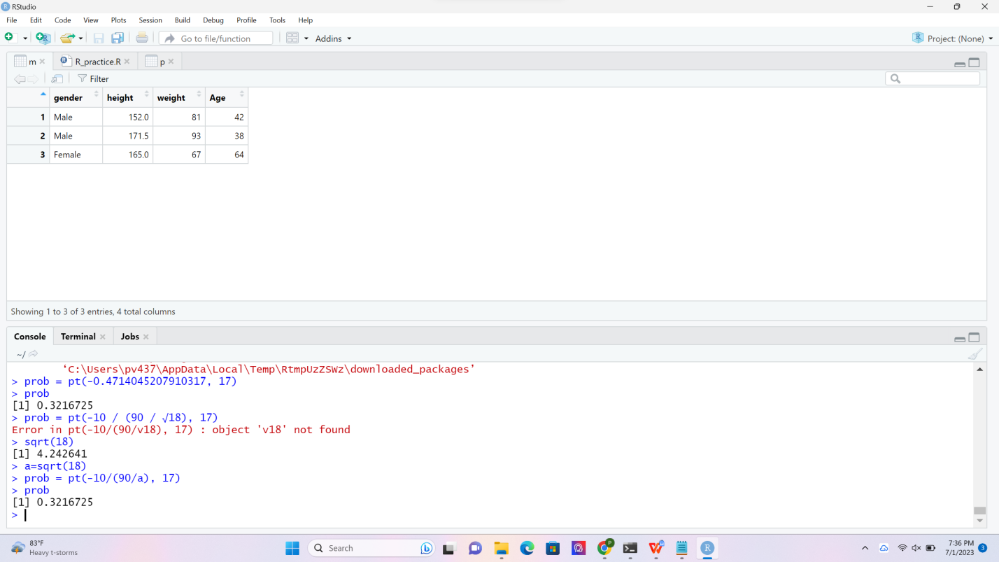 RStudio
File Edit Code View Plots Session Build Debug Profile Tools Help
Go to file/function Addins Project: (None)
m R_practice.R p
Filter
gender height weight Age
1 Male 152.0 81 42
2 Male 171.5 93 38
3 Female 165.0 67 64
Showing 1 to 3 of 3 entries, 4 total columns
Console Terminal Jobs
~/
‘C:\Users\pv437\AppData\Local\Temp\RtmpUzZSWz\downloaded_packages’
> prob = pt(-0.4714045207910317, 17)
> prob
[1] 0.3216725
> prob = pt(-10 / (90 / √18), 17)
Error in pt(-10/(90/v18), 17) : object 'v18' not found
> sqrt(18)
[1] 4.242641
> a=sqrt(18)
> prob = pt(-10/(90/a), 17)
> prob
[1] 0.3216725
>
83°F
Heavy t-storms
Search
7:36 PM
7/1/2023
3